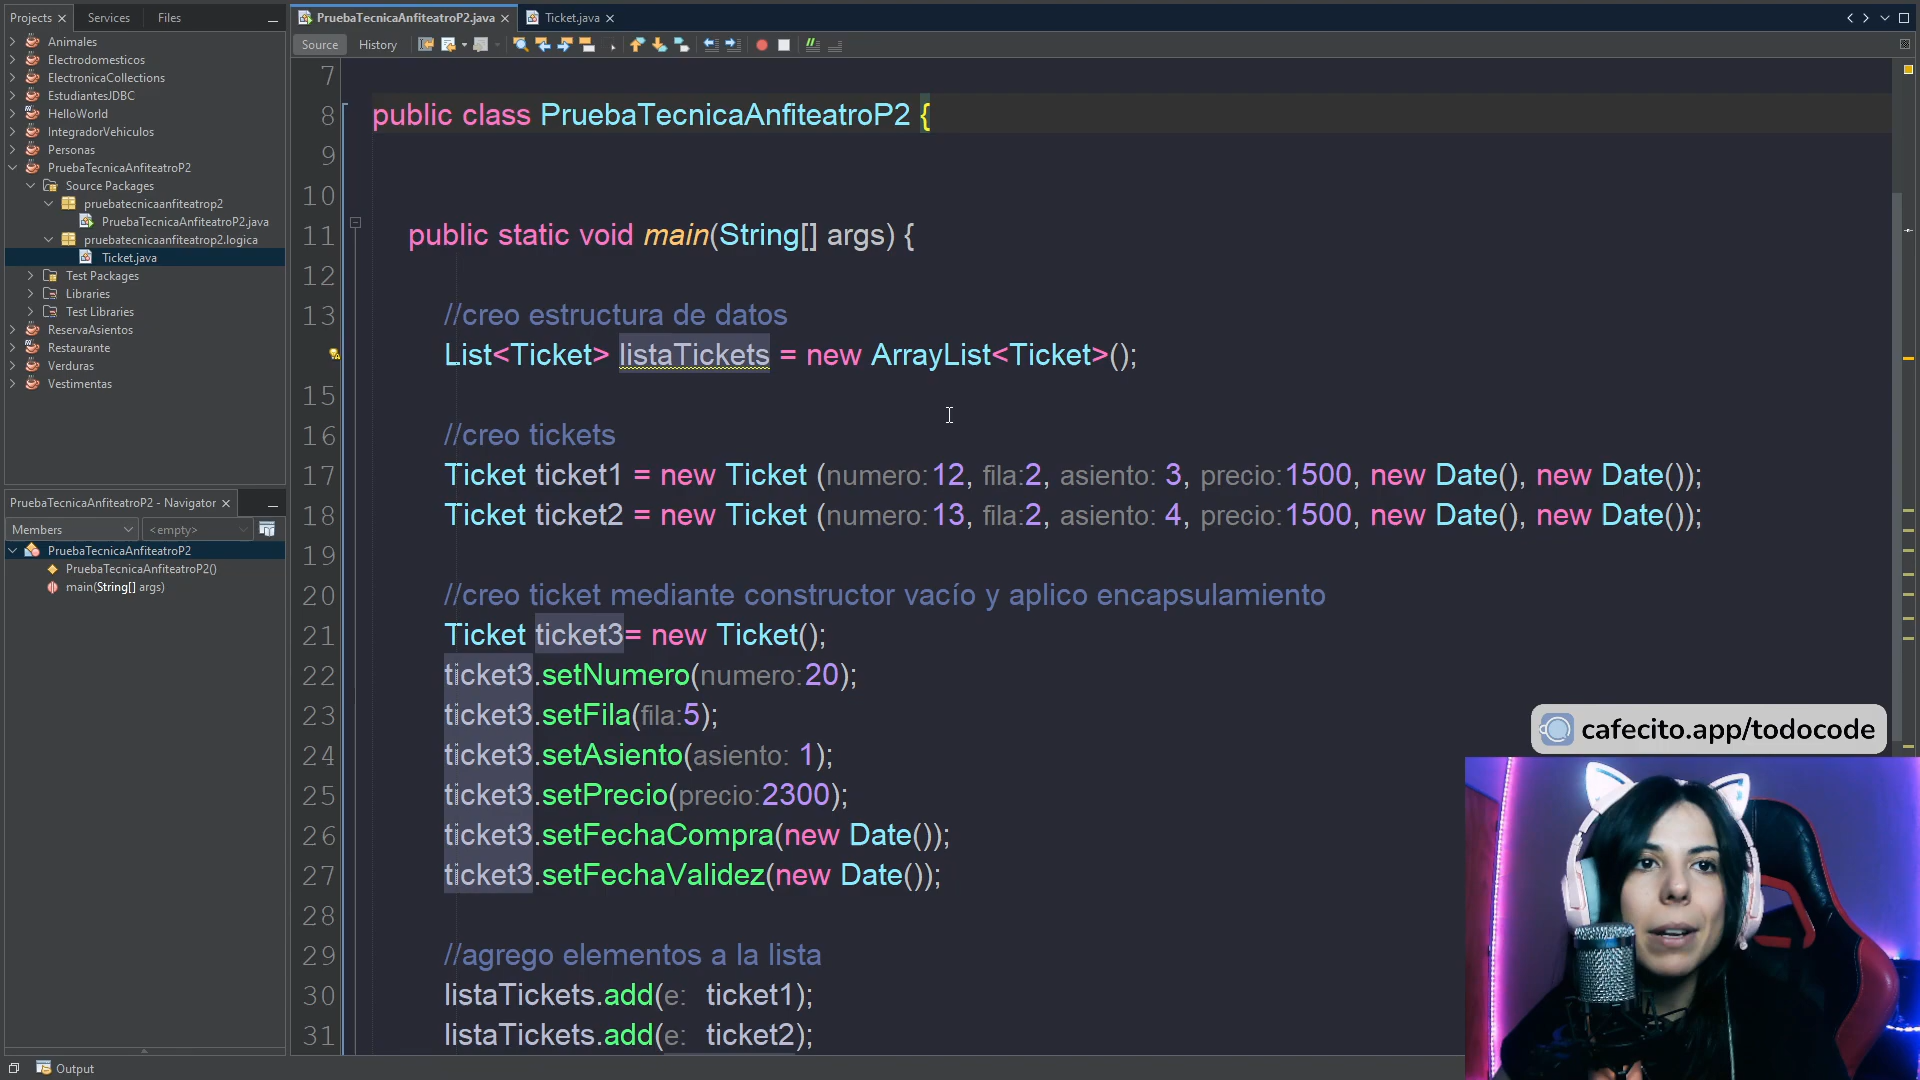 Projects
Services
Files
Animales
Electrodomesticos
ElectronicaCollections
EstudiantesJDBC
HelloWorld
IntegradorVehiculos
Personas
PruebaTecnicaAnfiteatroP2
Source Packages
pruebatecnicaanfiteatrop2
PruebaTecnicaAnfiteatroP2.java
pruebatecnicaanfiteatrop2.logica
Ticket.java
Test Packages
Libraries
Test Libraries
ReservaAsientos
Restaurante
Verduras
Vestimentas
PruebaTecnicaAnfiteatroP2 - Navigator
Members
<empty>
PruebaTecnicaAnfiteatroP2
PruebaTecnicaAnfiteatroP2()
main(String[] args)
Output
PruebaTecnicaAnfiteatroP2.java
Ticket.java
Source
History
7
8 public class PruebaTecnicaAnfiteatroP2 {
9
10
11 public static void main(String[] args) {
12
13 //creo estructura de datos
List<Ticket> listaTickets = new ArrayList<Ticket>();
15
16 //creo tickets
17 Ticket ticket1 = new Ticket (numero:12, fila:2, asiento: 3, precio:1500, new Date(), new Date());
18 Ticket ticket2 = new Ticket (numero:13, fila:2, asiento: 4, precio:1500, new Date(), new Date());
19
20 //creo ticket mediante constructor vacío y aplico encapsulamiento
21 Ticket ticket3= new Ticket();
22 ticket3.setNumero(numero:20);
23 ticket3.setFila(fila:5);
24 ticket3.setAsiento(asiento: 1);
25 ticket3.setPrecio(precio:2300);
26 ticket3.setFechaCompra(new Date());
27 ticket3.setFechaValidez(new Date());
28
29 //agrego elementos a la lista
30 listaTickets.add(e: ticket1);
31 listaTickets.add(e: ticket2);
cafecito.app/todocode